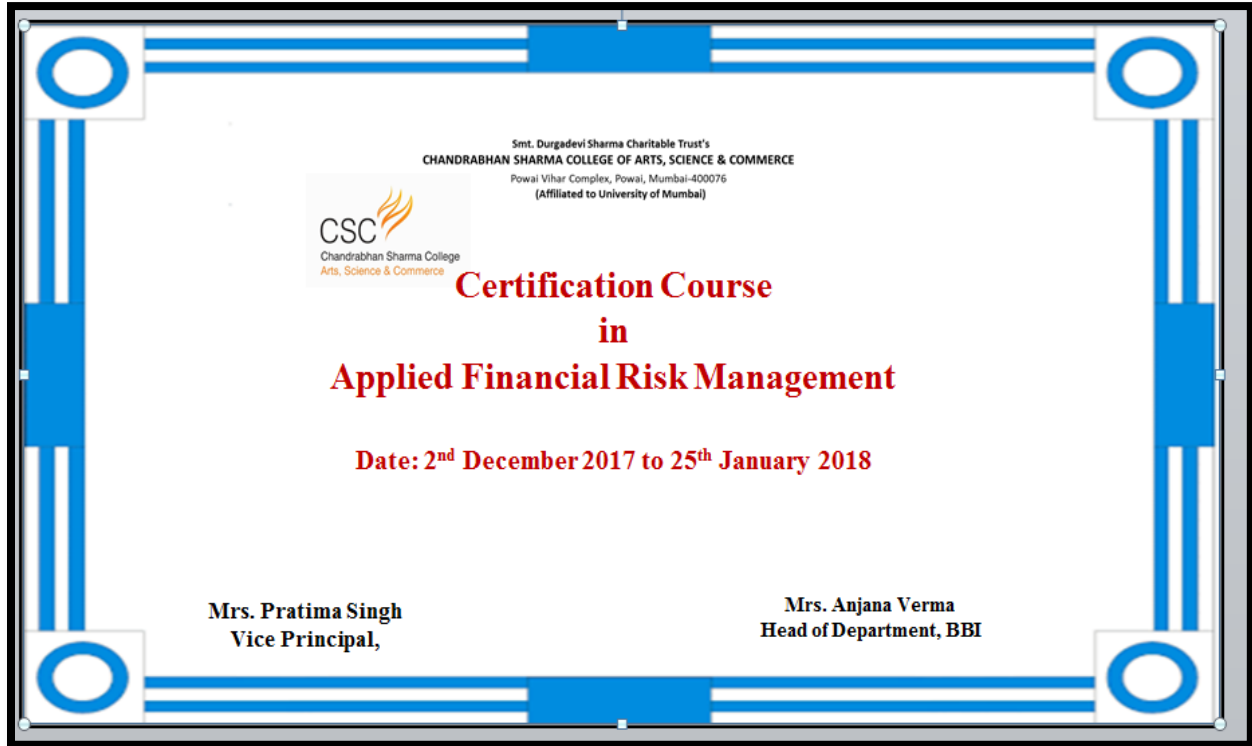 Smt. Durgadevi Sharma Charitable Trust's
CHANDRABHAN SHARMA COLLEGE OF ARTS, SCIENCE & COMMERCE
Powai Vihar Complex, Powai, Mumbai-400076
(Affiliated to University of Mumbai)
CSC
Chandrabhan Sharma College
Arts, Science & Commerce
Certification Course
in
Applied Financial Risk Management
Date: 2nd December 2017 to 25th January 2018
Mrs. Pratima Singh
Vice Principal,
Mrs. Anjana Verma
Head of Department, BBI